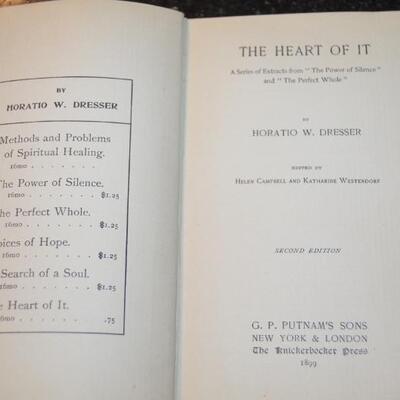 BY
HORATIO W. DRESSER
Methods and Problems
of Spiritual Healing.
16mo . . . . . . .
The Power of Silence.
16mo . . . . . $1.25
The Perfect Whole.
16mo . . . . . . $1.25
oices of Hope.
16mo . . . . . . $1.25
Search of a Soul.
16mo . . . . . . $1.25
e Heart of It.
6mo . . . . . . .75
THE HEART OF IT
A Series of Extracts from "The Power of Silence"
and "The Perfect Whole"
BY
HORATIO W. DRESSER
EDITED BY
HELEN CAMPBELL AND KATHARINE WESTENDORF
SECOND EDITION
G. P. PUTNAM'S SONS
NEW YORK & LONDON
The Knickerbocker Press
1899